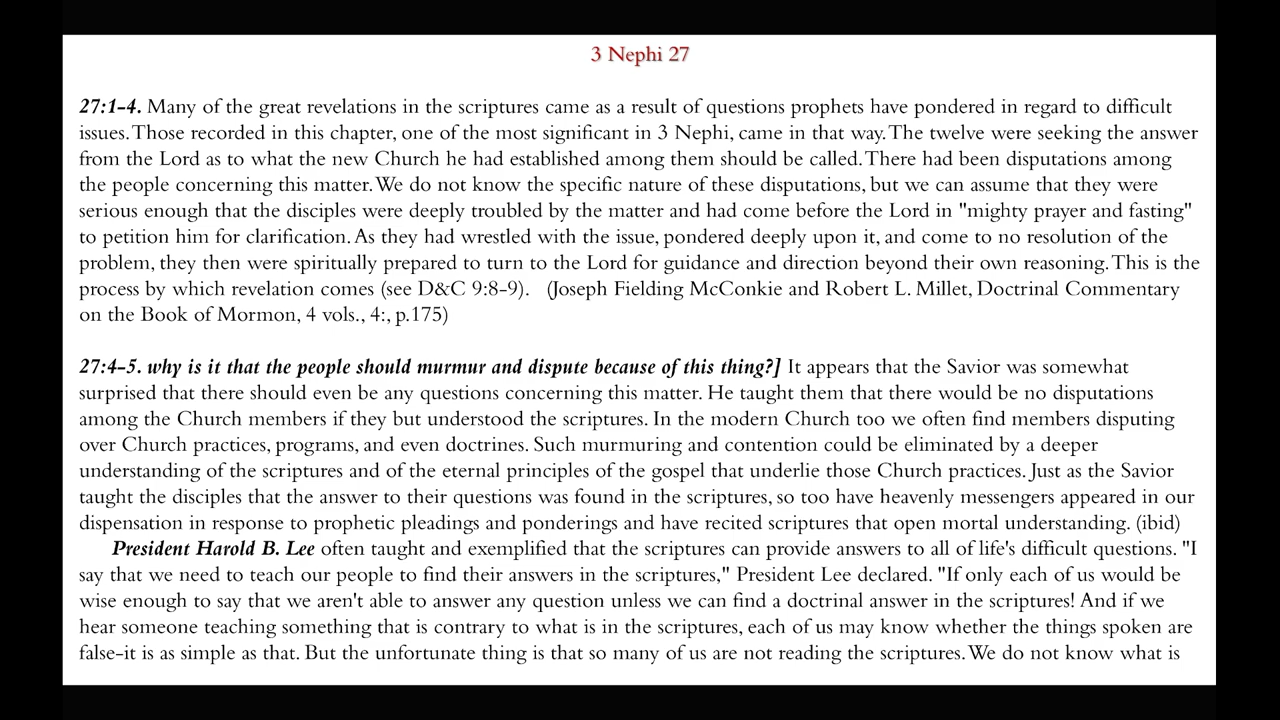 3 Nephi 27
27:1-4. Many of the great revelations in the scriptures came as a result of questions prophets have pondered in regard to difficult
issues. Those recorded in this chapter, one of the most significant in 3 Nephi, came in that way. The twelve were seeking the answer
from the Lord as to what the new Church he had established among them should be called. There had been disputations among
the people concerning this matter. We do not know the specific nature of these disputations, but we can assume that they were
serious enough that the disciples were deeply troubled by the matter and had come before the Lord in "mighty prayer and fasting"
to petition him for clarification. As they had wrestled with the issue, pondered deeply upon it, and come to no resolution of the
problem, they then were spiritually prepared to turn to the Lord for guidance and direction beyond their own reasoning. This is the
process by which revelation comes (see D&C 9:8-9). (Joseph Fielding McConkie and Robert L. Millet, Doctrinal Commentary
on the Book of Mormon, 4 vols., 4:, p.175)
27:4-5. why is it that the people should murmur and dispute because of this thing?] It appears that the Savior was somewhat
surprised that there should even be any questions concerning this matter. He taught them that there would be no disputations
among the Church members if they but understood the scriptures. In the modern Church too we often find members disputing
over Church practices, programs, and even doctrines. Such murmuring and contention could be eliminated by a deeper
understanding of the scriptures and of the eternal principles of the gospel that underlie those Church practices. Just as the Savior
taught the disciples that the answer to their questions was found in the scriptures, so too have heavenly messengers appeared in our
dispensation in response to prophetic pleadings and ponderings and have recited scriptures that open mortal understanding. (ibid)
President Harold B. Lee often taught and exemplified that the scriptures can provide answers to all of life's difficult questions. "I
say that we need to teach our people to find their answers in the scriptures," President Lee declared. "If only each of us would be
wise enough to say that we aren't able to answer any question unless we can find a doctrinal answer in the scriptures! And if we
hear someone teaching something that is contrary to what is in the scriptures, each of us may know whether the things spoken are
false-it is as simple as that. But the unfortunate thing is that so many of us are not reading the scriptures. We do not know what is